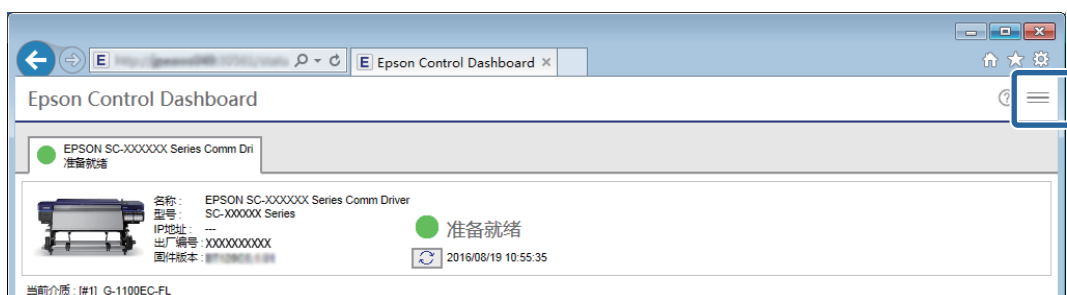 E Epson Control Dashboard ×
Epson Control Dashboard
EPSON SC-XXXXXX Series Comm Dri
准备就绪
名称： EPSON SC-XXXXXX Series Comm Driver
型号： SC-XXXXXX Series
IP地址： ---
出厂编号：XXXXXXXXXX
固件版本：
准备就绪
2016/08/19 10:55:35
当前介质：[#1] G-1100EC-FL